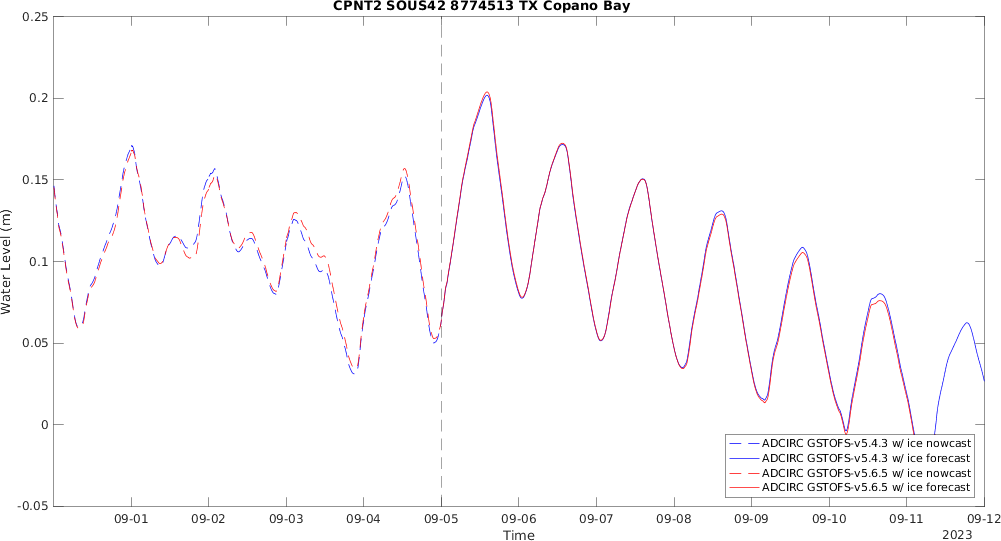 CPNT2 SOUS42 8774513 TX Copano Bay
0.25
0.2
0.15
0.1
0.05
0
-0.05
Water Level (m)
ADCIRC GSTOFS-v5.4.3 w/ ice nowcast
ADCIRC GSTOFS-v5.4.3 w/ ice forecast
ADCIRC GSTOFS-v5.6.5 w/ ice nowcast
ADCIRC GSTOFS-v5.6.5 w/ ice forecast
09-01 09-02 09-03 09-04 09-05 09-06 09-07 09-08 09-09 09-10 09-11 09-12
Time
2023